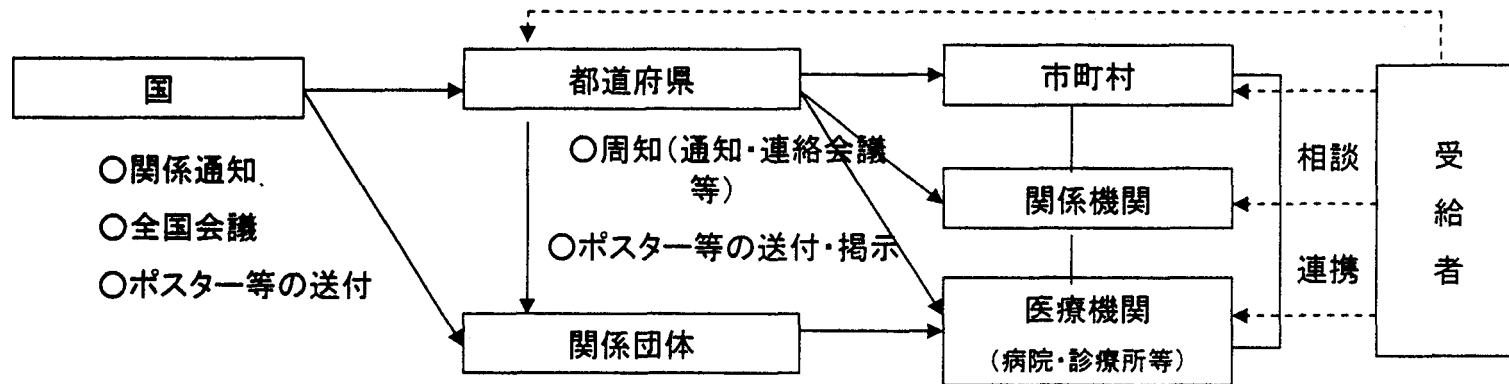 国
○関係通知
○全国会議
○ポスター等の送付
都道府県
○周知(通知・連絡会議
等)
○ポスター等の送付・掲示
関係団体
市町村
関係機関
医療機関
(病院・診療所等)
相談
連携
受給者